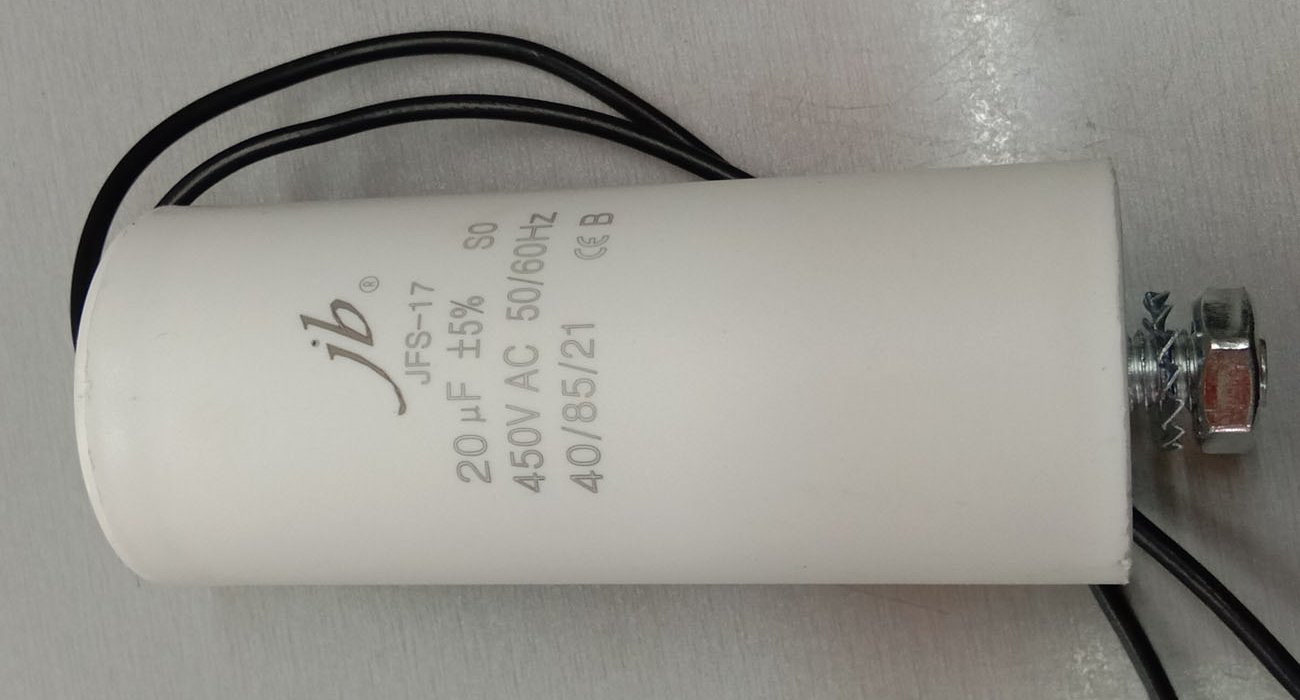 jb®
JFS-17
20 µF ±5% S0
450V AC 50/60Hz
40/85/21 CE B